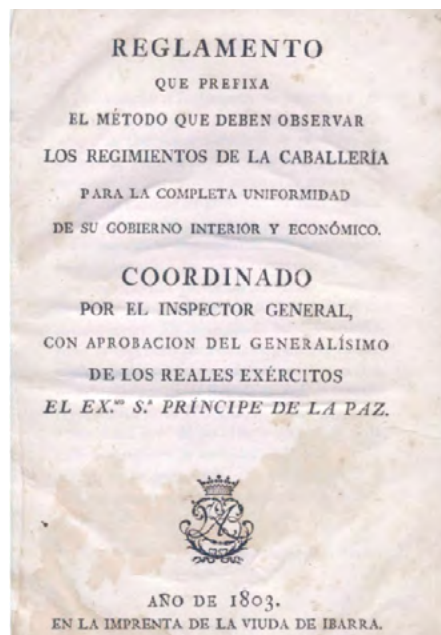 REGLAMENTO
QUE PREFIXA
EL MÉTODO QUE DEBEN OBSERVAR
LOS REGIMIENTOS DE LA CABALLERÍA
PARA LA COMPLETA UNIFORMIDAD
DE SU GOBIERNO INTERIOR Y ECONÓMICO.
COORDINADO
POR EL INSPECTOR GENERAL,
CON APROBACION DEL GENERALÍSIMO
DE LOS REALES EXÉRCITOS
EL EX.MO S.R PRÍNCIPE DE LA PAZ.
AÑO DE 1803.
EN LA IMPRENTA DE LA VIUDA DE IBARRA.